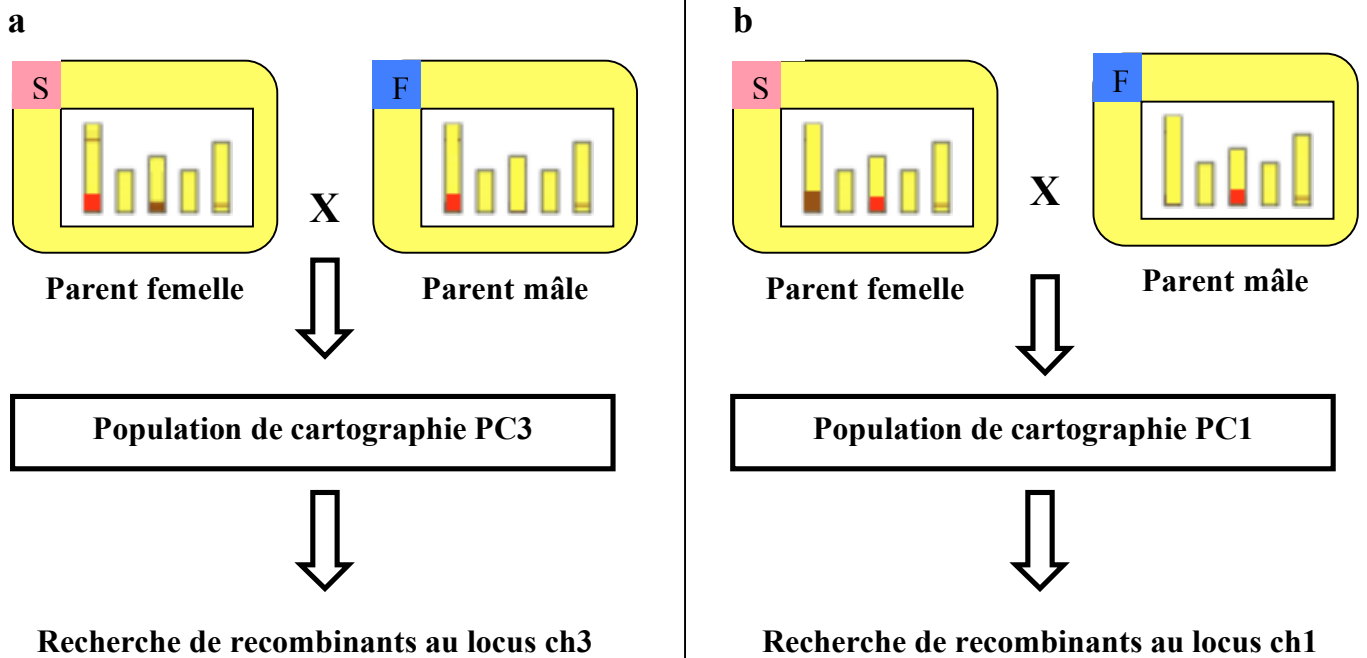 a
S
F
X
Parent femelle
Parent mâle
Population de cartographie PC3
Recherche de recombinants au locus ch3
b
S
F
X
Parent femelle
Parent mâle
Population de cartographie PC1
Recherche de recombinants au locus ch1